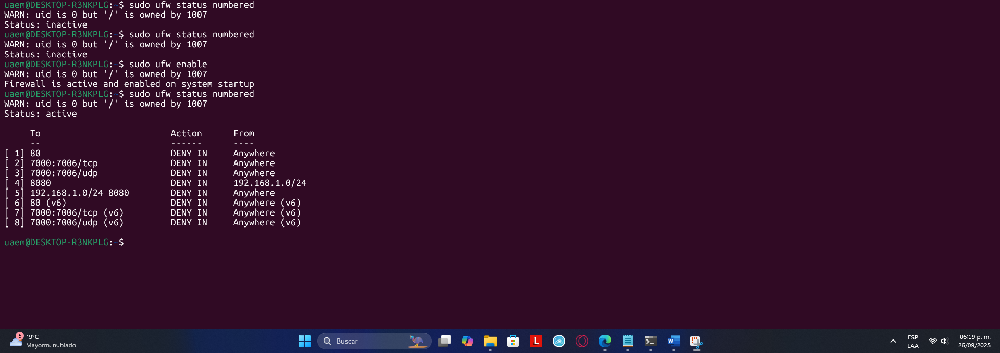 uaem@DESKTOP-R3NKPLG:~$ sudo ufw status numbered
WARN: uid is 0 but '/' is owned by 1007
Status: inactive
uaem@DESKTOP-R3NKPLG:~$ sudo ufw status numbered
WARN: uid is 0 but '/' is owned by 1007
Status: inactive
uaem@DESKTOP-R3NKPLG:~$ sudo ufw enable
WARN: uid is 0 but '/' is owned by 1007
Firewall is active and enabled on system startup
uaem@DESKTOP-R3NKPLG:~$ sudo ufw status numbered
WARN: uid is 0 but '/' is owned by 1007
Status: active
To Action From
-- ------ ----
[ 1] 80 DENY IN Anywhere
[ 2] 7000:7006/tcp DENY IN Anywhere
[ 3] 7000:7006/udp DENY IN Anywhere
[ 4] 8080 DENY IN 192.168.1.0/24
[ 5] 192.168.1.0/24 8080 DENY IN Anywhere
[ 6] 80 (v6) DENY IN Anywhere (v6)
[ 7] 7000:7006/tcp (v6) DENY IN Anywhere (v6)
[ 8] 7000:7006/udp (v6) DENY IN Anywhere (v6)
uaem@DESKTOP-R3NKPLG:~$
5
19°C
Mayorm. nublado
Buscar
L
W
ESP
LAA
05:19 p. m.
26/09/2025